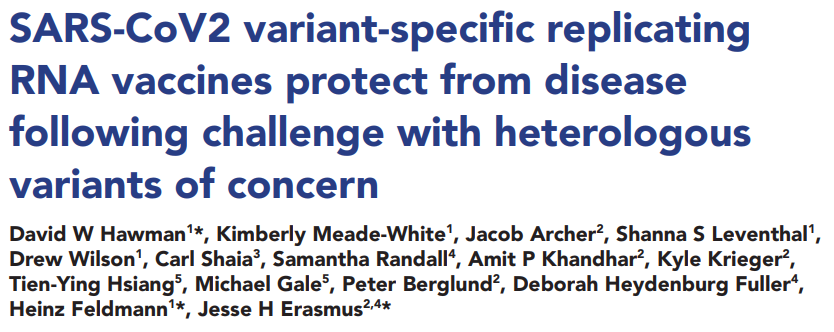 SARS-CoV2 variant-specific replicating
RNA vaccines protect from disease
following challenge with heterologous
variants of concern
David W Hawman¹*, Kimberly Meade-White¹, Jacob Archer², Shanna S Leventhal¹,
Drew Wilson¹, Carl Shaia³, Samantha Randall⁴, Amit P Khandhar², Kyle Krieger²,
Tien-Ying Hsiang⁵, Michael Gale⁵, Peter Berglund², Deborah Heydenburg Fuller⁴,
Heinz Feldmann¹*, Jesse H Erasmus²,⁴*